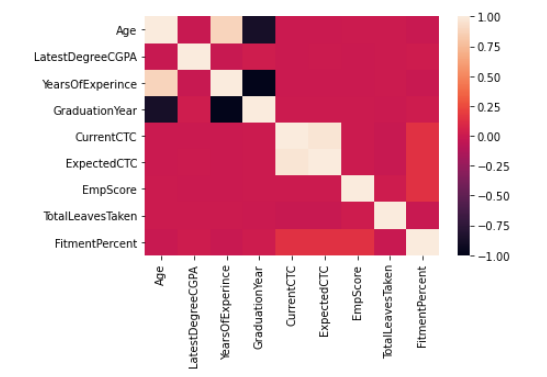 Age
LatestDegreeCGPA
YearsOfExperince
GraduationYear
CurrentCTC
ExpectedCTC
EmpScore
TotalLeavesTaken
FitmentPercent
Age
LatestDegreeCGPA
YearsOfExperince
GraduationYear
CurrentCTC
ExpectedCTC
EmpScore
TotalLeavesTaken
FitmentPercent
1.00
0.75
0.50
0.25
0.00
−0.25
−0.50
−0.75
−1.00